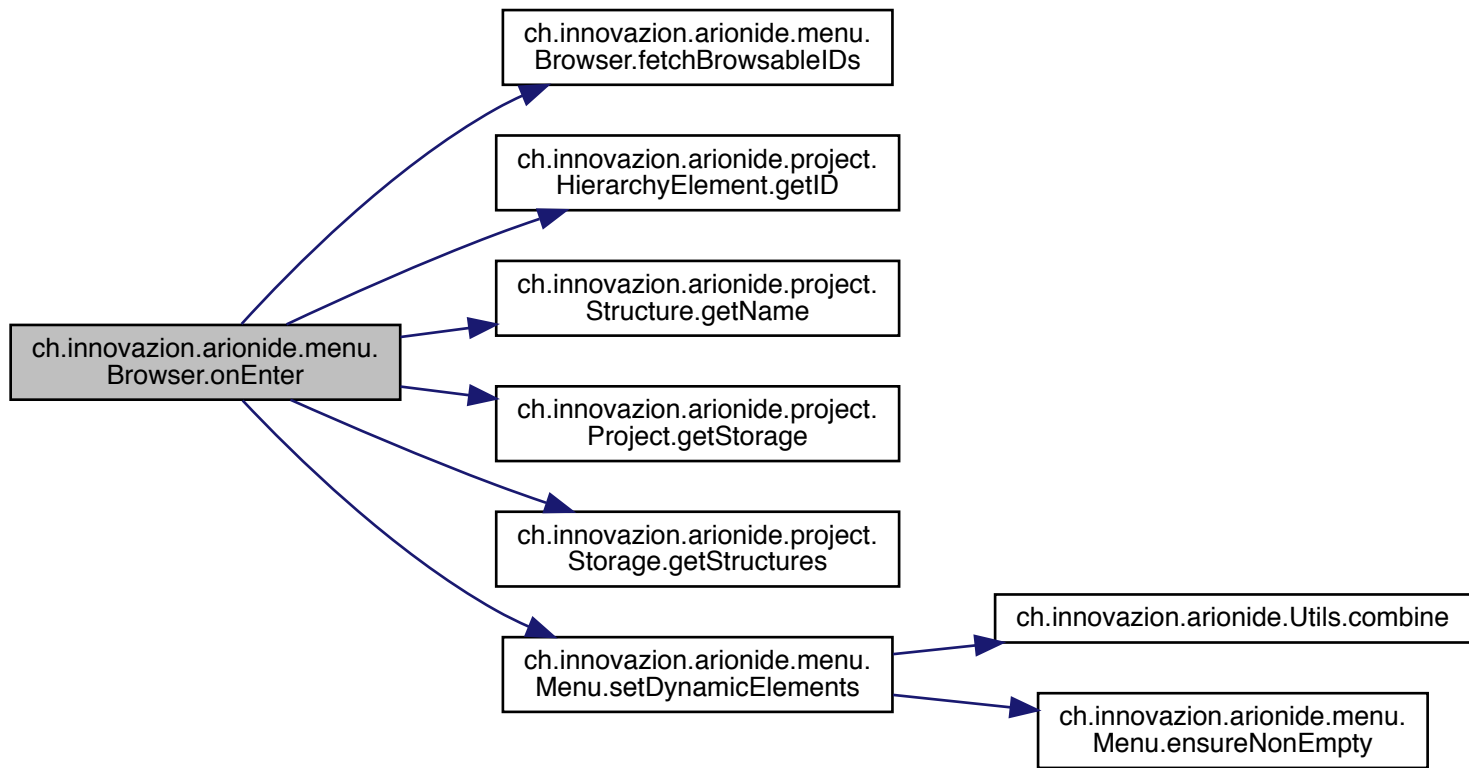 ch.innovazion.arionide.menu.
Browser.fetchBrowsableIDs
ch.innovazion.arionide.project.
HierarchyElement.getID
ch.innovazion.arionide.project.
Structure.getName
ch.innovazion.arionide.menu.
Browser.onEnter
ch.innovazion.arionide.project.
Project.getStorage
ch.innovazion.arionide.project.
Storage.getStructures
ch.innovazion.arionide.menu.
Menu.setDynamicElements
ch.innovazion.arionide.Utils.combine
ch.innovazion.arionide.menu.
Menu.ensureNonEmpty